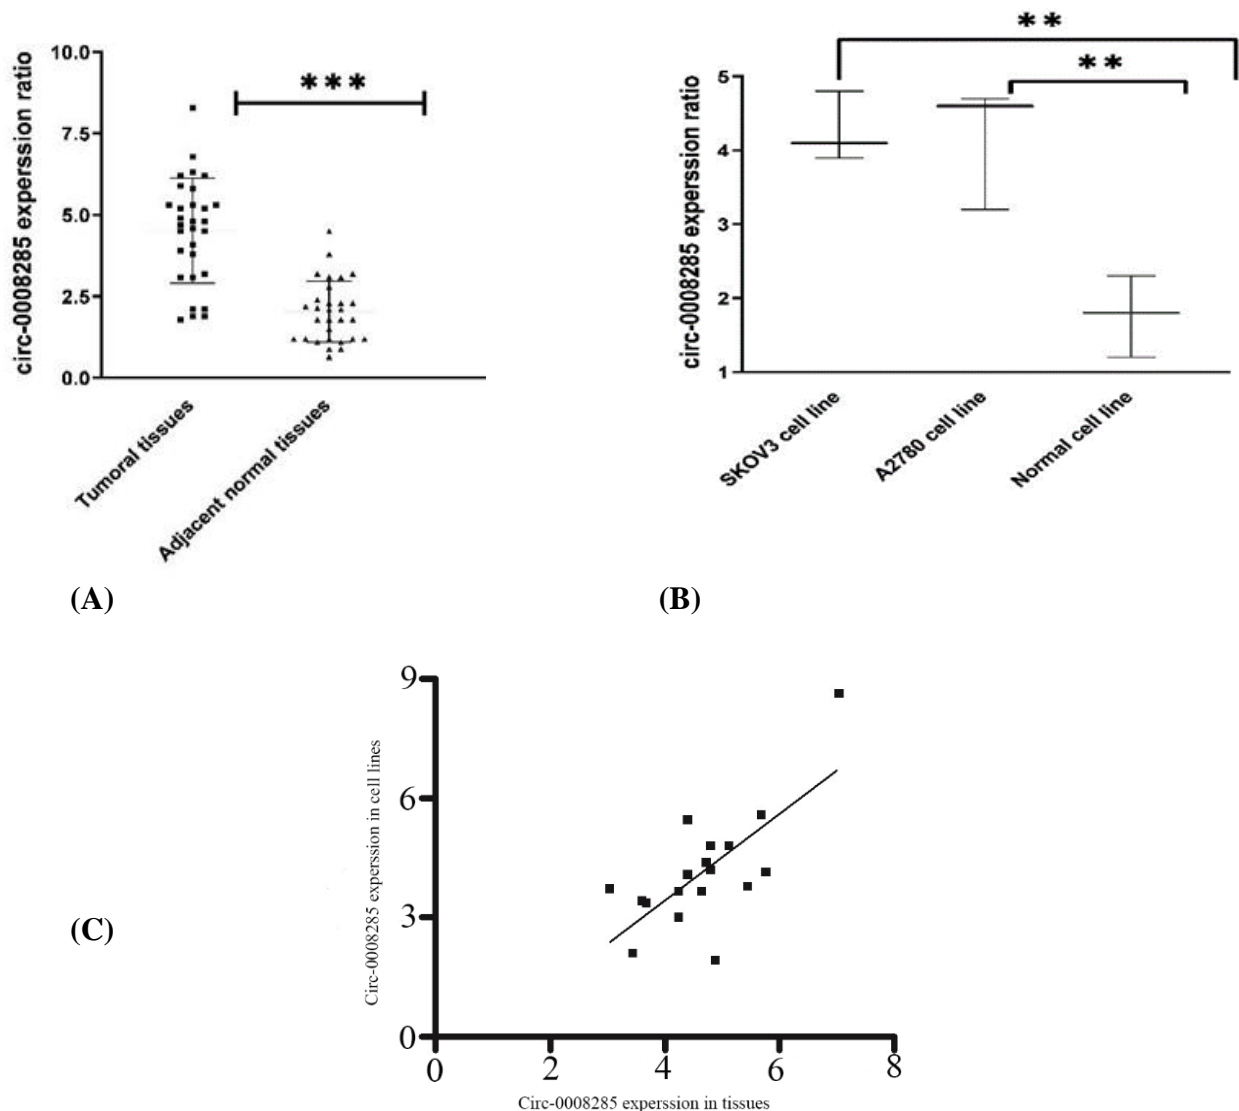 circ-0008285 experssion ratio
10.0
7.5
5.0
2.5
0.0
***
Tumoral tissues
Adjacent normal tissues
(A)
circ-0008285 experssion ratio
5
4
3
2
1
**
**
SKOV3 cell line
A2780 cell line
Normal cell line
(B)
(C)
Circ-0008285 experssion in cell lines
9
6
3
0
0 2 4 6 8
Circ-0008285 experssion in tissues